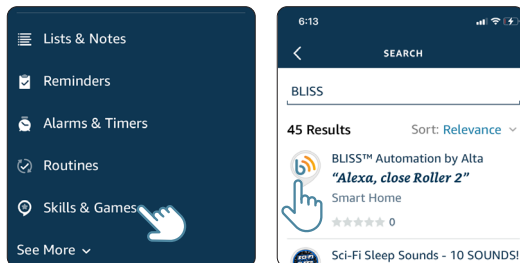 Lists & Notes
Reminders
Alarms & Timers
Routines
Skills & Games
See More
6:13
SEARCH
BLISS
45 Results Sort: Relevance
BLISS™ Automation by Alta
“Alexa, close Roller 2”
Smart Home
0
Sci-Fi Sleep Sounds - 10 SOUNDS!